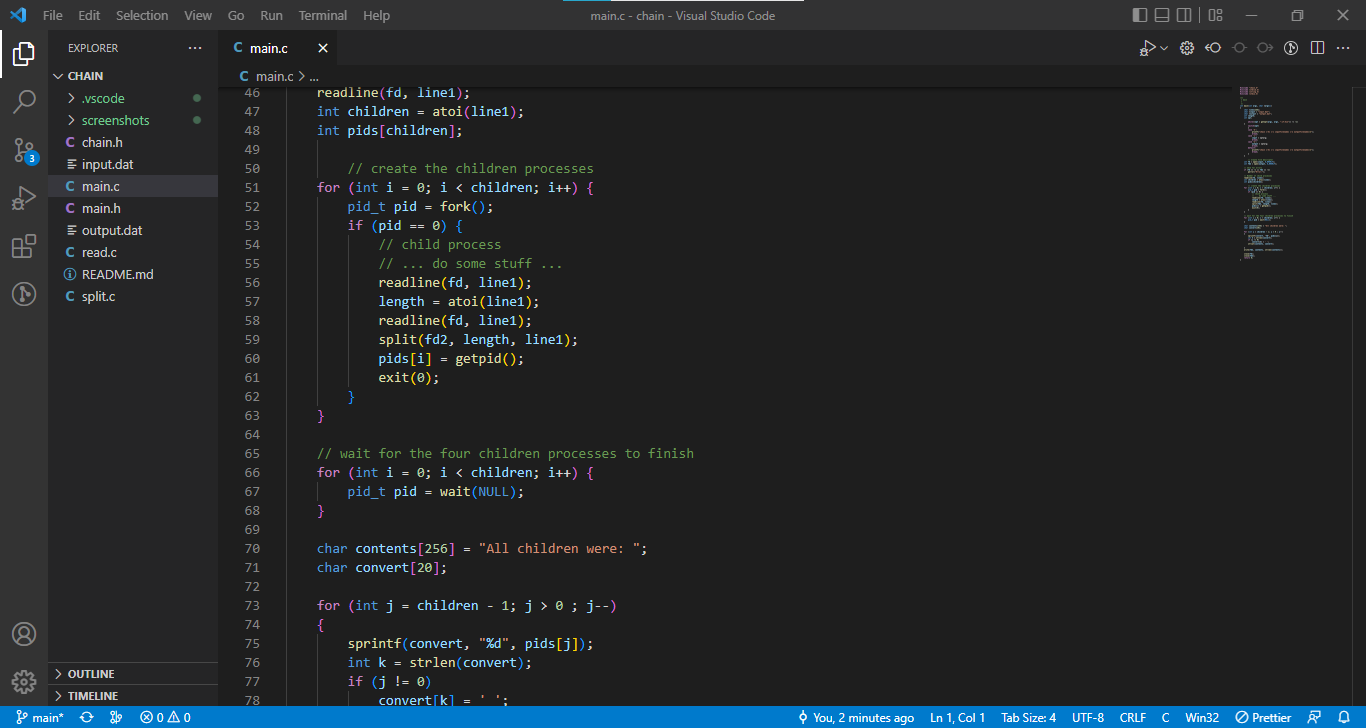 File Edit Selection View Go Run Terminal Help
main.c - chain - Visual Studio Code
EXPLORER
CHAIN
.vscode
screenshots
C chain.h
input.dat
C main.c
C main.h
output.dat
C read.c
README.md
C split.c
OUTLINE
TIMELINE
3
C main.c
C main.c > ...
46 readline(fd, line1);
47 int children = atoi(line1);
48 int pids[children];
49
50 // create the children processes
51 for (int i = 0; i < children; i++) {
52 pid_t pid = fork();
53 if (pid == 0) {
54 // child process
55 // ... do some stuff ...
56 readline(fd, line1);
57 length = atoi(line1);
58 readline(fd, line1);
59 split(fd2, length, line1);
60 pids[i] = getpid();
61 exit(0);
62 }
63 }
64
65 // wait for the four children processes to finish
66 for (int i = 0; i < children; i++) {
67 pid_t pid = wait(NULL);
68 }
69
70 char contents[256] = "All children were: ";
71 char convert[20];
72
73 for (int j = children - 1; j > 0 ; j--)
74 {
75 sprintf(convert, "%d", pids[j]);
76 int k = strlen(convert);
77 if (j != 0)
78 convert[k] = ' ';
main* 0 0 You, 2 minutes ago Ln 1, Col 1 Tab Size: 4 UTF-8 CRLF C Win32 Prettier